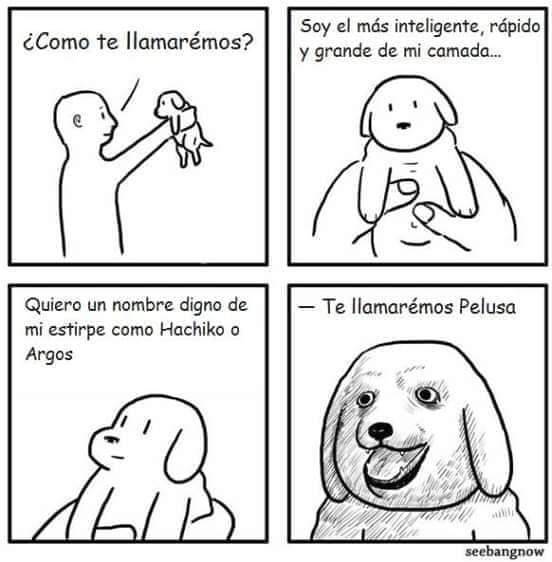 ¿Como te llamarémos?
Soy el más inteligente, rápido
y grande de mi camada...
Quiero un nombre digno de
mi estirpe como Hachiko o
Argos
— Te llamarémos Pelusa
seebangnow